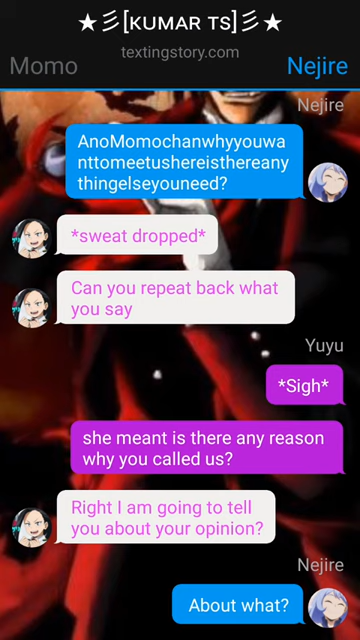 ★彡[ᴋᴜᴍᴀʀ ᴛs]彡★
textingstory.com
Momo
Nejire
Nejire
AnoMomochanwhyyouwa
nttomeetushereisthereany
thingelseyouneed?
*sweat dropped*
Can you repeat back what
you say
Yuyu
*Sigh*
she meant is there any reason
why you called us?
Right I am going to tell
you about your opinion?
Nejire
About what?